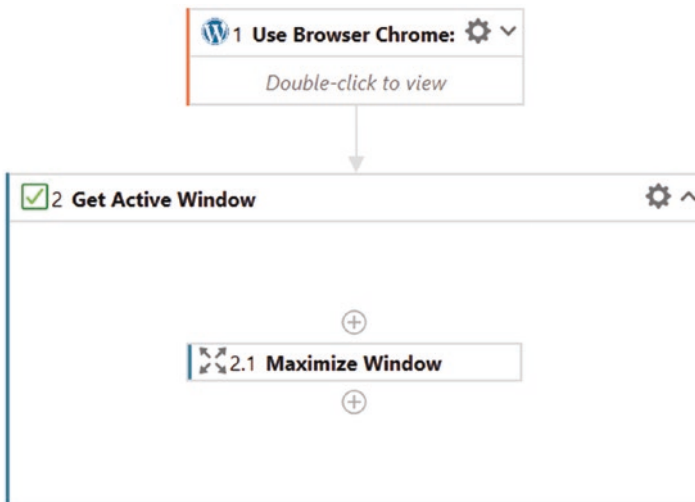 1 Use Browser Chrome:
Double-click to view
2 Get Active Window
2.1 Maximize Window